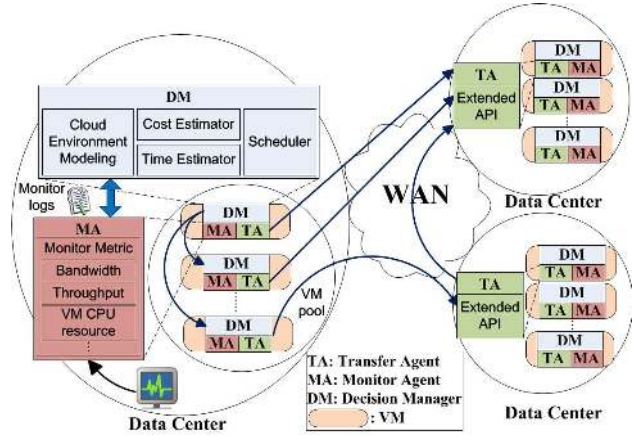 DM
Cloud
Environment
Modeling
Cost Estimator
Time Estimator
Scheduler
Monitor
logs
MA
Monitor Metric
Bandwidth
Throughput
VM CPU
resource
DM
MA TA
DM
MA TA
DM
MA TA
VM
pool
Data Center
WAN
TA
Extended
API
DM
TA MA
DM
TA MA
DM
TA MA
Data Center
TA
Extended
API
DM
TA MA
DM
TA MA
DM
TA MA
Data Center
TA: Transfer Agent
MA: Monitor Agent
DM: Decision Manager
: VM